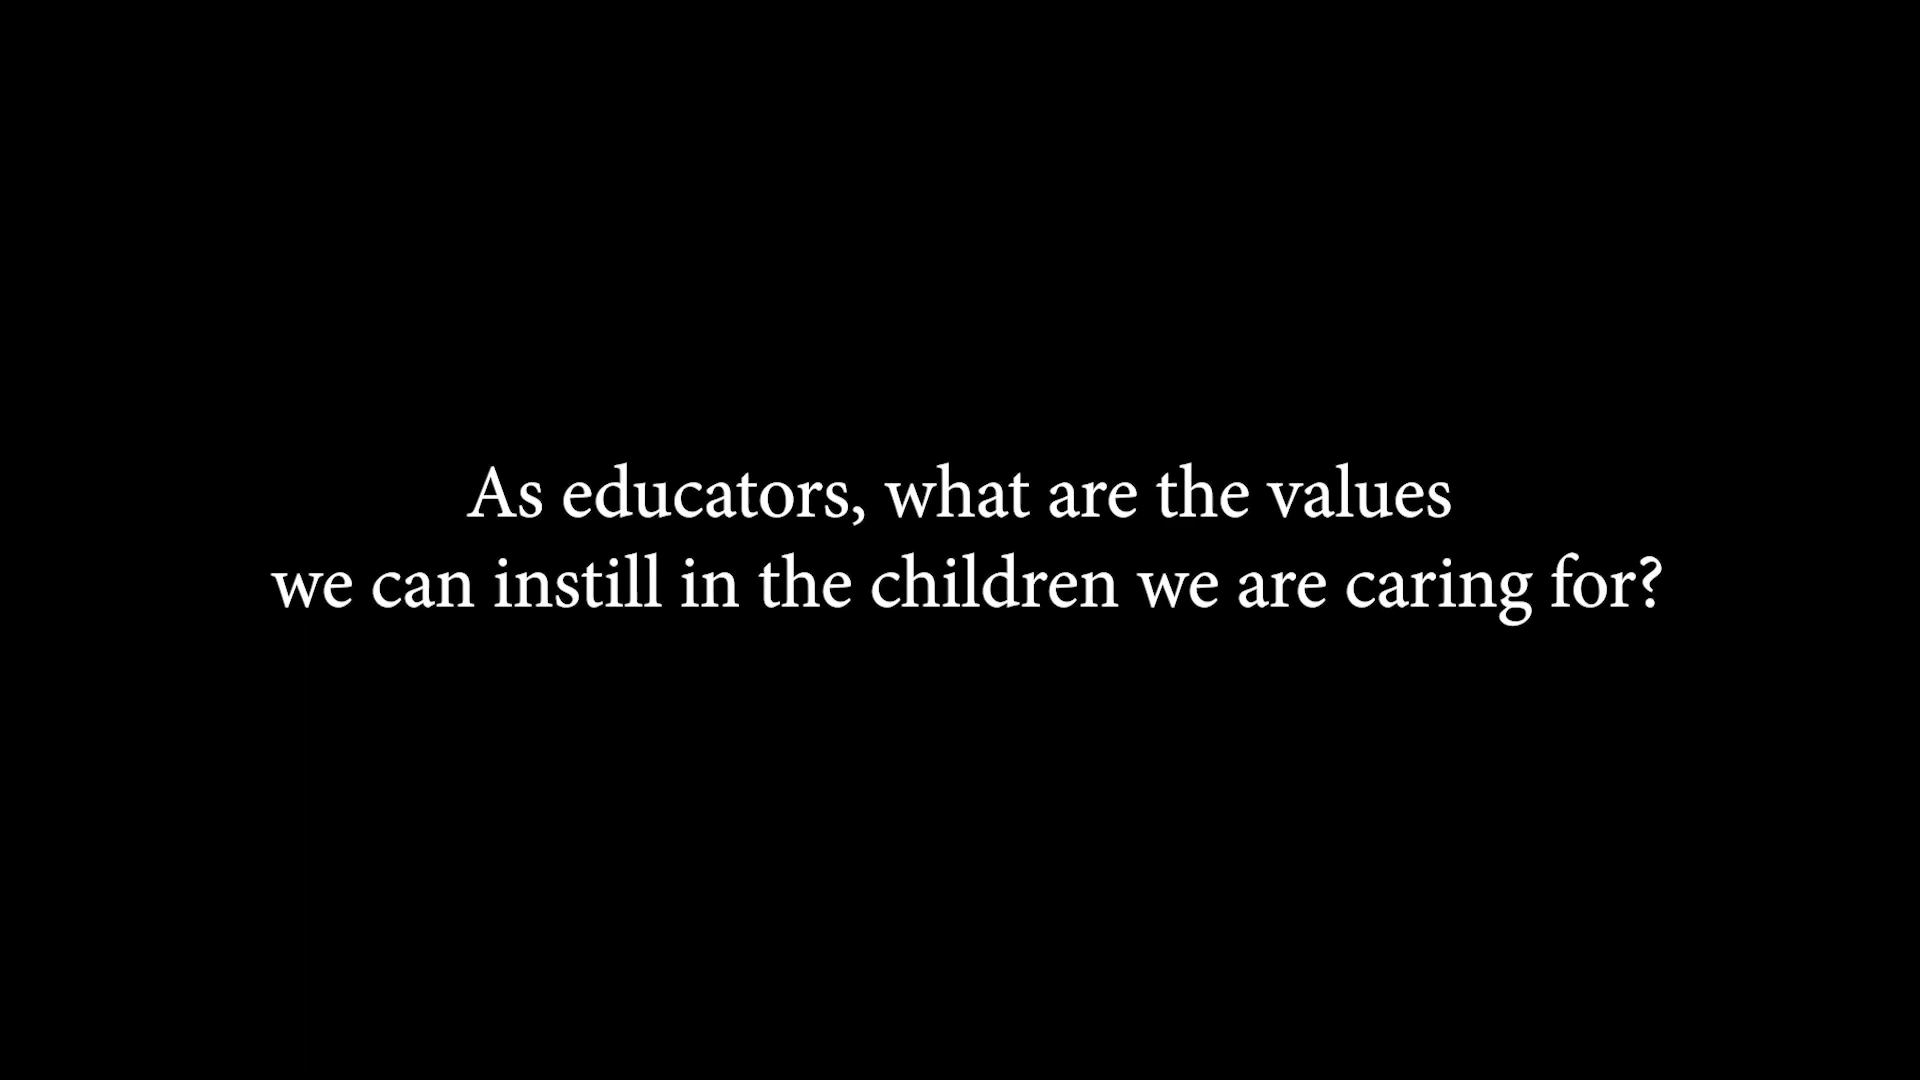 As educators, what are the values
we can instill in the children we are caring for?